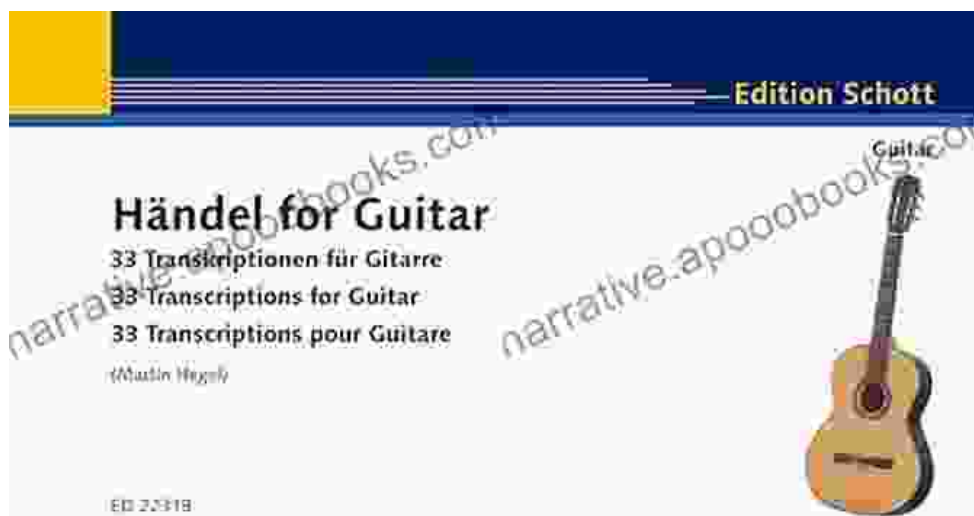 Edition Schott
Guitar
Händel for Guitar
33 Transkriptionen für Gitarre
33 Transcriptions for Guitar
33 Transcriptions pour Guitare
(Martin Hegel)
narrative.apooobooks.com
narrative.apooobooks.com